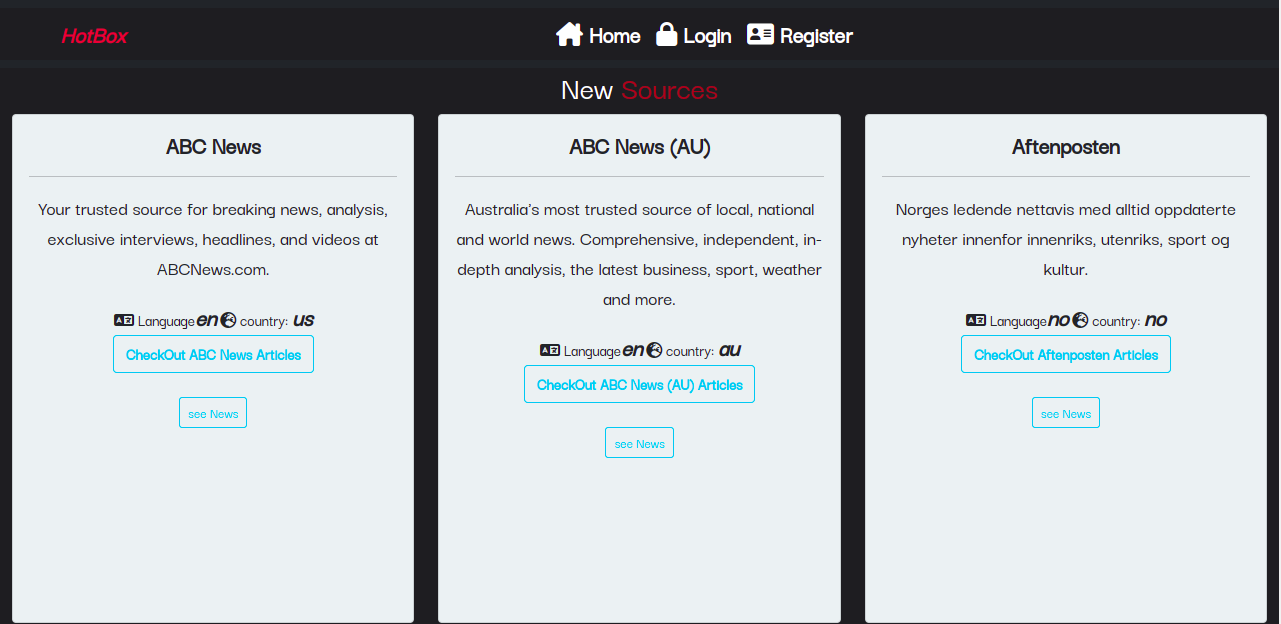 HotBox
Home Login Register
New Sources
ABC News
Your trusted source for breaking news, analysis,
exclusive interviews, headlines, and videos at
ABCNews.com.
Language en country: us
CheckOut ABC News Articles
see News
ABC News (AU)
Australia's most trusted source of local, national
and world news. Comprehensive, independent, in-
depth analysis, the latest business, sport, weather
and more.
Language en country: au
CheckOut ABC News (AU) Articles
see News
Aftenposten
Norges ledende nettavis med alltid oppdaterte
nyheter innenfor innenriks, utenriks, sport og
kultur.
Language no country: no
CheckOut Aftenposten Articles
see News